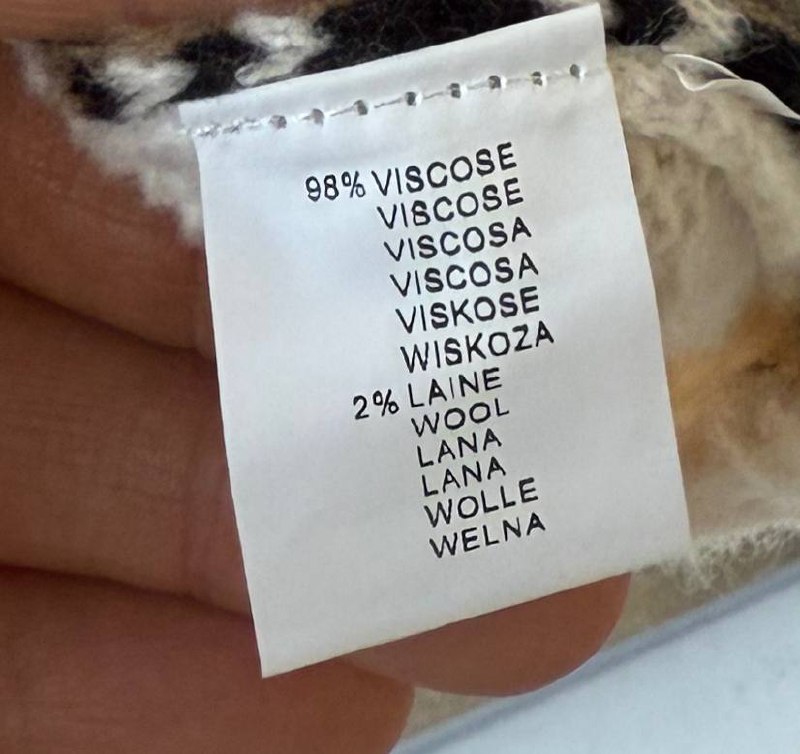 98% VISCOSE
VISCOSE
VISCOSA
VISCOSA
VISKOSE
WISKOZA
2% LAINE
WOOL
LANA
LANA
WOLLE
WELNA